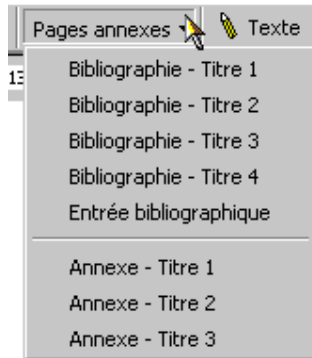 Pages annexes Texte
13
Bibliographie - Titre 1
Bibliographie - Titre 2
Bibliographie - Titre 3
Bibliographie - Titre 4
Entrée bibliographique
Annexe - Titre 1
Annexe - Titre 2
Annexe - Titre 3